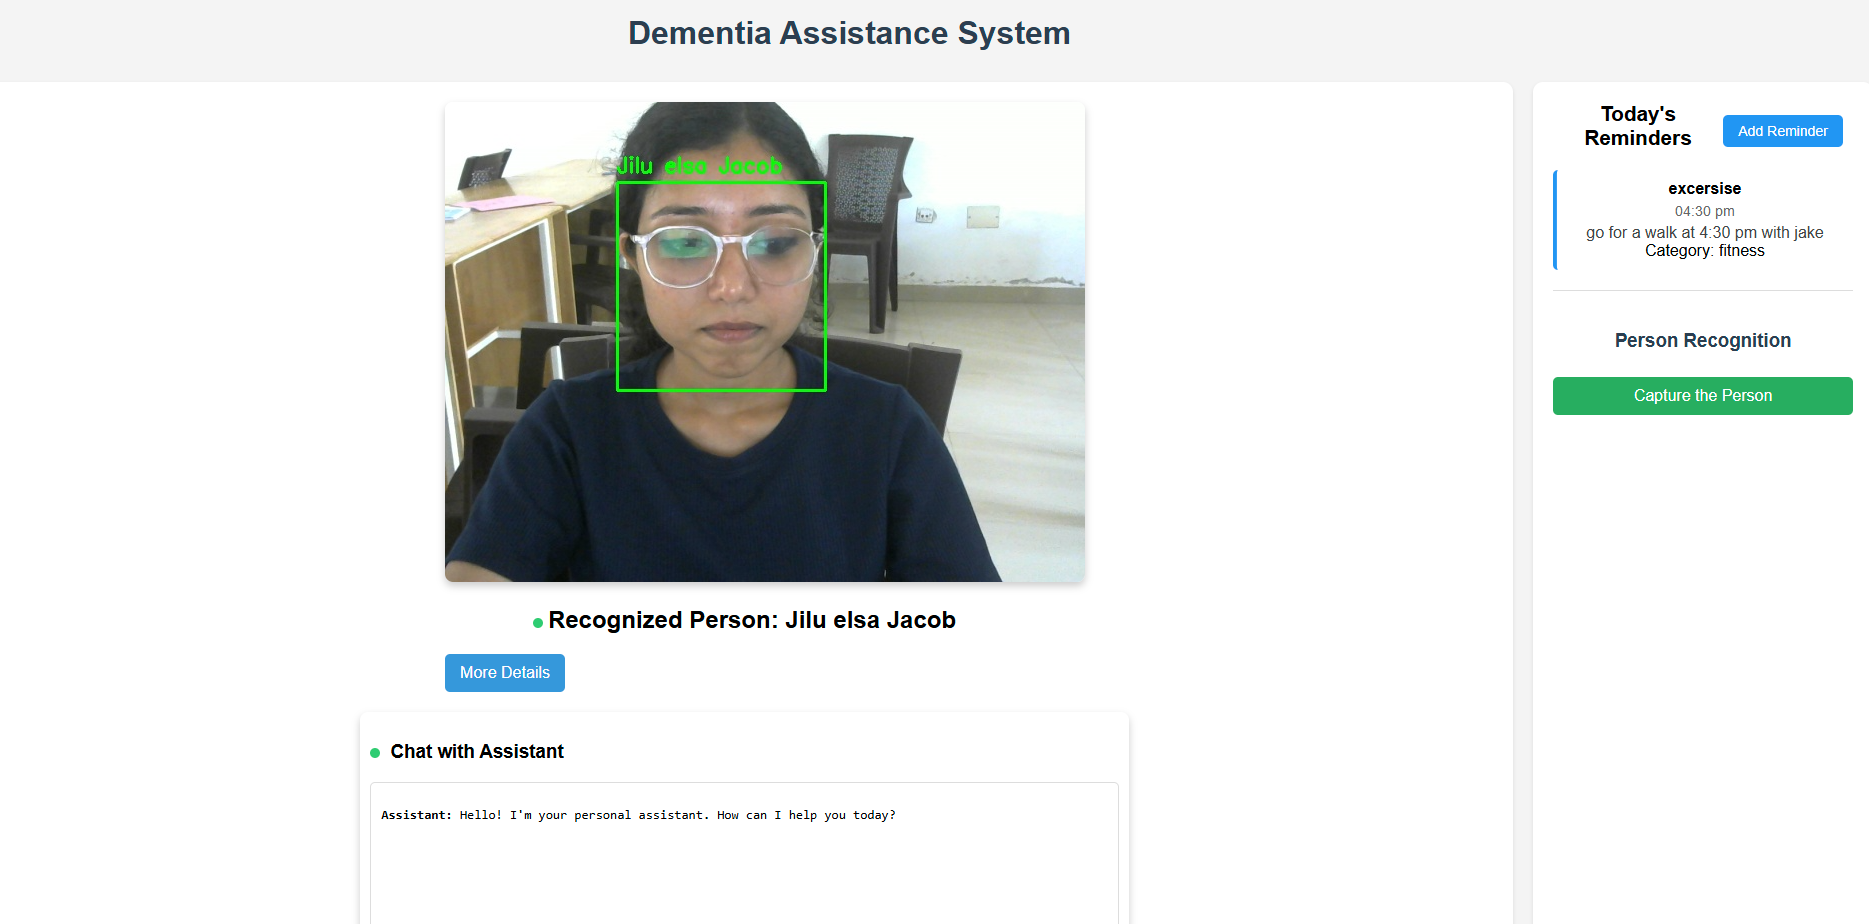 Dementia Assistance System
Jilu elsa Jacob
Recognized Person: Jilu elsa Jacob
More Details
Chat with Assistant
Assistant: Hello! I'm your personal assistant. How can I help you today?
Today's
Reminders
Add Reminder
excersise
04:30 pm
go for a walk at 4:30 pm with jake
Category: fitness
Person Recognition
Capture the Person